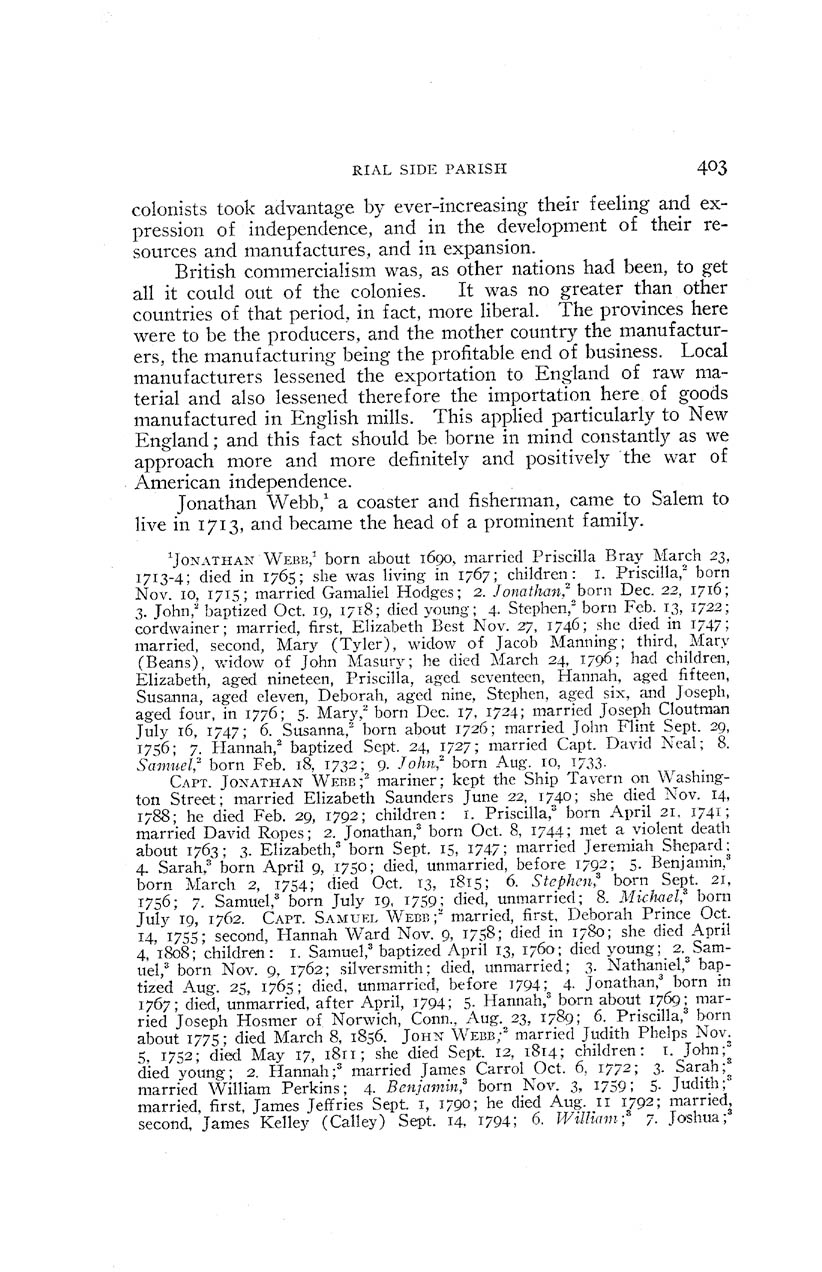 RIAL SIDE PARISH 403
colonists took advantage by ever-increasing their feeling and ex-
pression of independence, and in the development of their re-
sources and manufactures, and in expansion.
British commercialism was, as other nations had been, to get
all it could out of the colonies. It was no greater than other
countries of that period, in fact, more liberal. The provinces here
were to be the producers, and the mother country the manufactur-
ers, the manufacturing being the profitable end of business. Local
manufacturers lessened the exportation to England of raw ma-
terial and also lessened therefore the importation here of goods
manufactured in English mills. This applied particularly to New
England; and this fact should be borne in mind constantly as we
approach more and more definitely and positively the war of
American independence.
Jonathan Webb,¹ a coaster and fisherman, came to Salem to
live in 1713, and became the head of a prominent family.
¹JONATHAN WEBB,¹ born about 1690, married Priscilla Bray March 23,
1713-4; died in 1765; she was living in 1767; children: 1. Priscilla,² born
Nov. 10, 1715; married Gamaliel Hodges; 2. Jonathan,² born Dec. 22, 1716;
3. John,² baptized Oct. 19, 1718; died young; 4. Stephen,² born Feb. 13, 1722;
cordwainer; married, first, Elizabeth Best Nov. 27, 1746; she died in 1747;
married, second, Mary (Tyler), widow of Jacob Manning; third, Mary
(Beans), widow of John Masury; he died March 24, 1796; had children,
Elizabeth, aged nineteen, Priscilla, aged seventeen, Hannah, aged fifteen,
Susanna, aged eleven, Deborah, aged nine, Stephen, aged six, and Joseph,
aged four, in 1776; 5. Mary,² born Dec. 17, 1724; married Joseph Cloutman
July 16, 1747; 6. Susanna,² born about 1726; married John Flint Sept. 29,
1756; 7. Hannah,² baptized Sept. 24, 1727; married Capt. David Neal; 8.
Samuel,² born Feb. 18, 1732; 9. John,² born Aug. 10, 1733.
CAPT. JONATHAN WEBB;² mariner; kept the Ship Tavern on Washing-
ton Street; married Elizabeth Saunders June 22, 1740; she died Nov. 14,
1788; he died Feb. 29, 1792; children: 1. Priscilla,³ born April 21, 1741;
married David Ropes; 2. Jonathan,³ born Oct. 8, 1744; met a violent death
about 1763; 3. Elizabeth,³ born Sept. 15, 1747; married Jeremiah Shepard;
4. Sarah,³ born April 9, 1750; died, unmarried, before 1792; 5. Benjamin,³
born March 2, 1754; died Oct. 13, 1815; 6. Stephen,³ born Sept. 21,
1756; 7. Samuel,³ born July 19, 1759; died, unmarried; 8. Michael,³ born
July 19, 1762. CAPT. SAMUEL WEBB;² married, first, Deborah Prince Oct.
14, 1755; second, Hannah Ward Nov. 9, 1758; died in 1780; she died April
4, 1808; children: 1. Samuel,³ baptized April 13, 1760; died young; 2. Sam-
uel,³ born Nov. 9, 1762; silversmith; died, unmarried; 3. Nathaniel,³ bap-
tized Aug. 25, 1765; died, unmarried, before 1794; 4. Jonathan,³ born in
1767; died, unmarried, after April, 1794; 5. Hannah,³ born about 1769; mar-
ried Joseph Hosmer of Norwich, Conn., Aug. 23, 1789; 6. Priscilla,³ born
about 1775; died March 8, 1856. JOHN WEBB;² married Judith Phelps Nov.
5, 1752; died May 17, 1811; she died Sept. 12, 1814; children: 1. John;³
died young; 2. Hannah;³ married James Carrol Oct. 6, 1772; 3. Sarah;³
married William Perkins; 4. Benjamin,³ born Nov. 3, 1759; 5. Judith;³
married, first, James Jeffries Sept. 1, 1790; he died Aug. 11 1792; married,
second, James Kelley (Calley) Sept. 14, 1794; 6. William;³ 7. Joshua;³